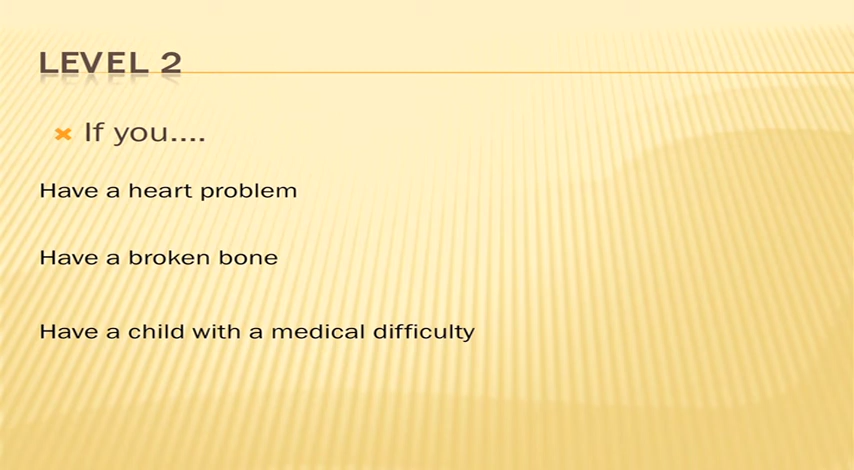 LEVEL 2
If you....
Have a heart problem
Have a broken bone
Have a child with a medical difficulty